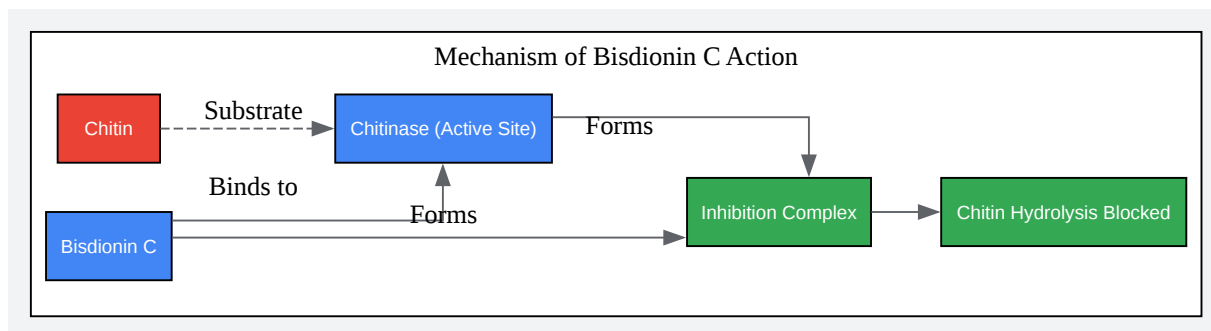 Mechanism of Bisdionin C Action
Substrate
Chitin
Chitinase (Active Site)
Forms
Binds to
Forms
Bisdionin C
Inhibition Complex
Chitin Hydrolysis Blocked